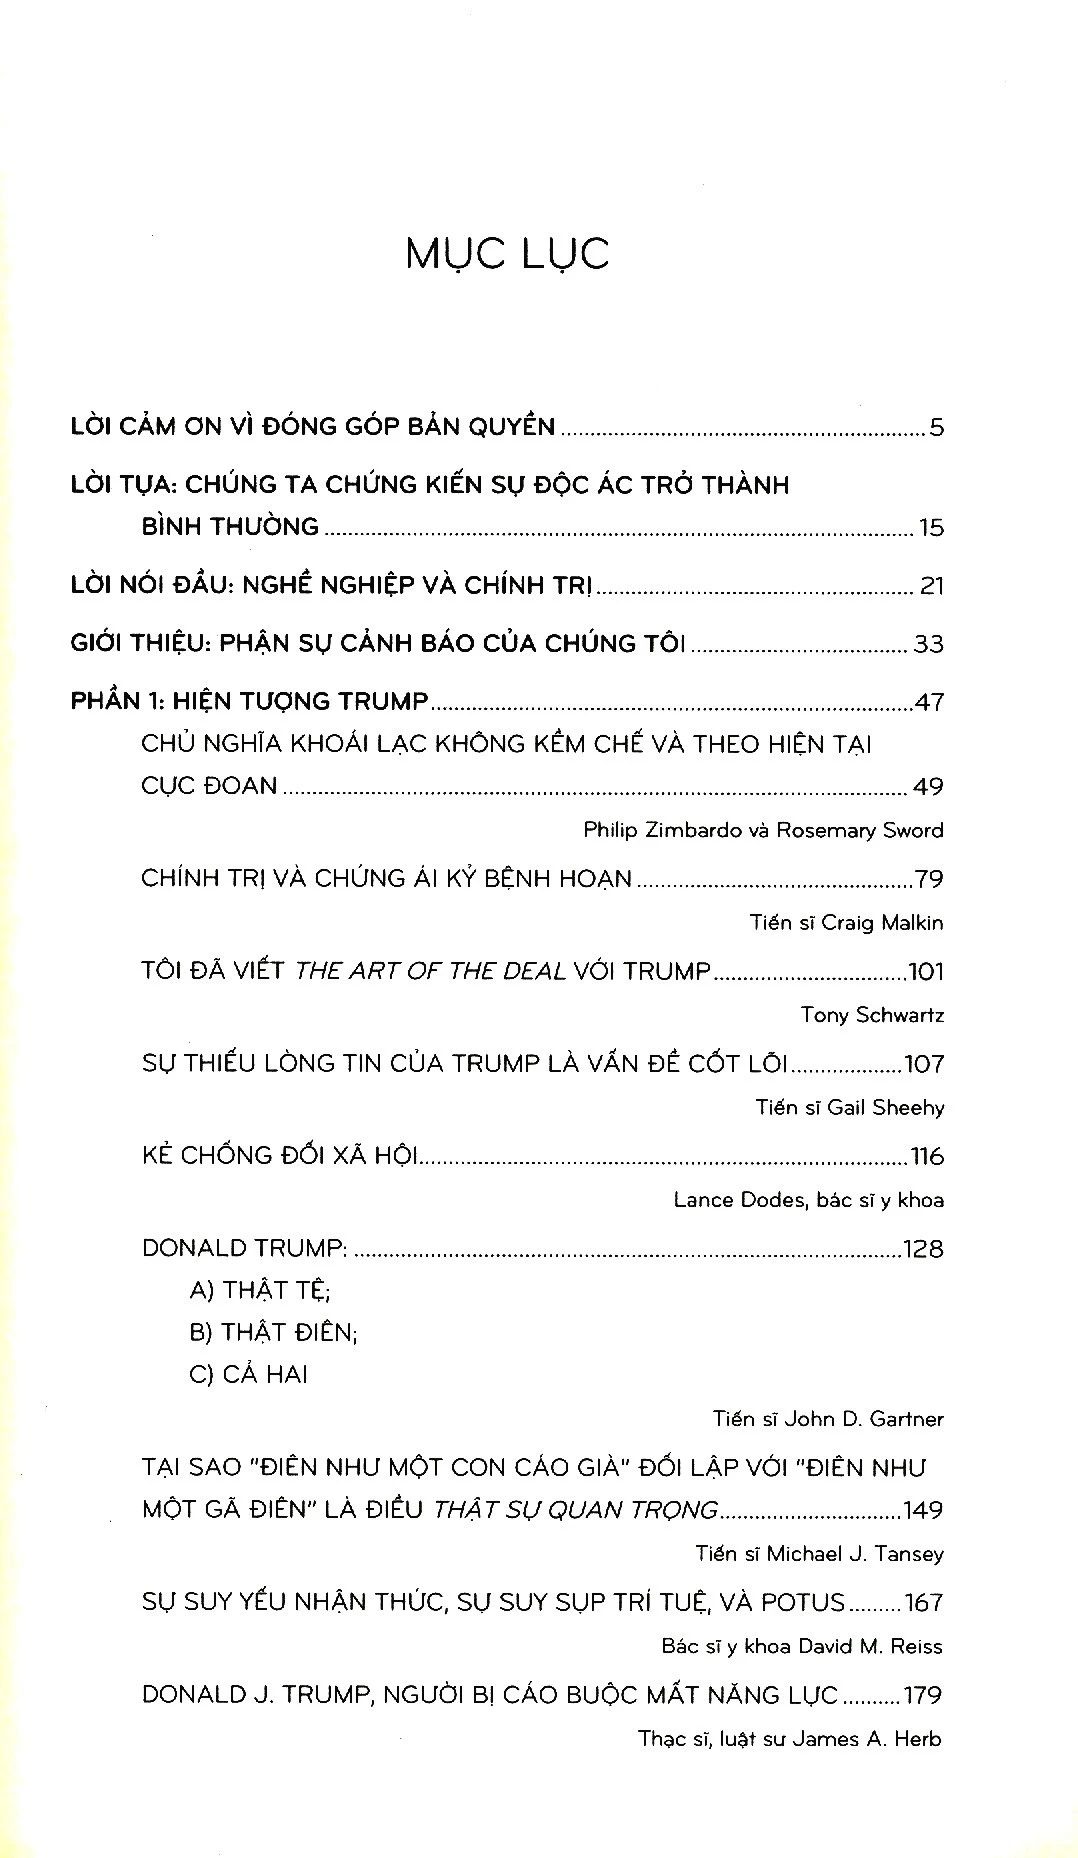 MỤC LỤC
LỜI CẢM ƠN VÌ ĐÓNG GÓP BẢN QUYỀN.....5
LỜI TỰA: CHÚNG TA CHỨNG KIẾN SỰ ĐỘC ÁC TRỞ THÀNH
BÌNH THƯỜNG.....15
LỜI NÓI ĐẦU: NGHỀ NGHIỆP VÀ CHÍNH TRỊ.....21
GIỚI THIỆU: PHẬN SỰ CẢNH BÁO CỦA CHÚNG TÔI.....33
PHẦN 1: HIỆN TƯỢNG TRUMP.....47
CHỦ NGHĨA KHOÁI LẠC KHÔNG KỀM CHẾ VÀ THEO HIỆN TẠI
CỰC ĐOAN.....49
Philip Zimbardo và Rosemary Sword
CHÍNH TRỊ VÀ CHỨNG ÁI KỶ BỆNH HOẠN.....79
Tiến sĩ Craig Malkin
TÔI ĐÃ VIẾT THE ART OF THE DEAL VỚI TRUMP.....101
Tony Schwartz
SỰ THIẾU LÒNG TIN CỦA TRUMP LÀ VẤN ĐỀ CỐT LÕI.....107
Tiến sĩ Gail Sheehy
KẺ CHỐNG ĐỐI XÃ HỘI.....116
Lance Dodes, bác sĩ y khoa
DONALD TRUMP:.....128
A) THẬT TỆ;
B) THẬT ĐIÊN;
C) CẢ HAI
Tiến sĩ John D. Gartner
TẠI SAO "ĐIÊN NHƯ MỘT CON CÁO GIÀ" ĐỐI LẬP VỚI "ĐIÊN NHƯ
MỘT GÃ ĐIÊN" LÀ ĐIỀU THẬT SỰ QUAN TRỌNG.....149
Tiến sĩ Michael J. Tansey
SỰ SUY YẾU NHẬN THỨC, SỰ SUY SỤP TRÍ TUỆ, VÀ POTUS.....167
Bác sĩ y khoa David M. Reiss
DONALD J. TRUMP, NGƯỜI BỊ CÁO BUỘC MẤT NĂNG LỰC.....179
Thạc sĩ, luật sư James A. Herb